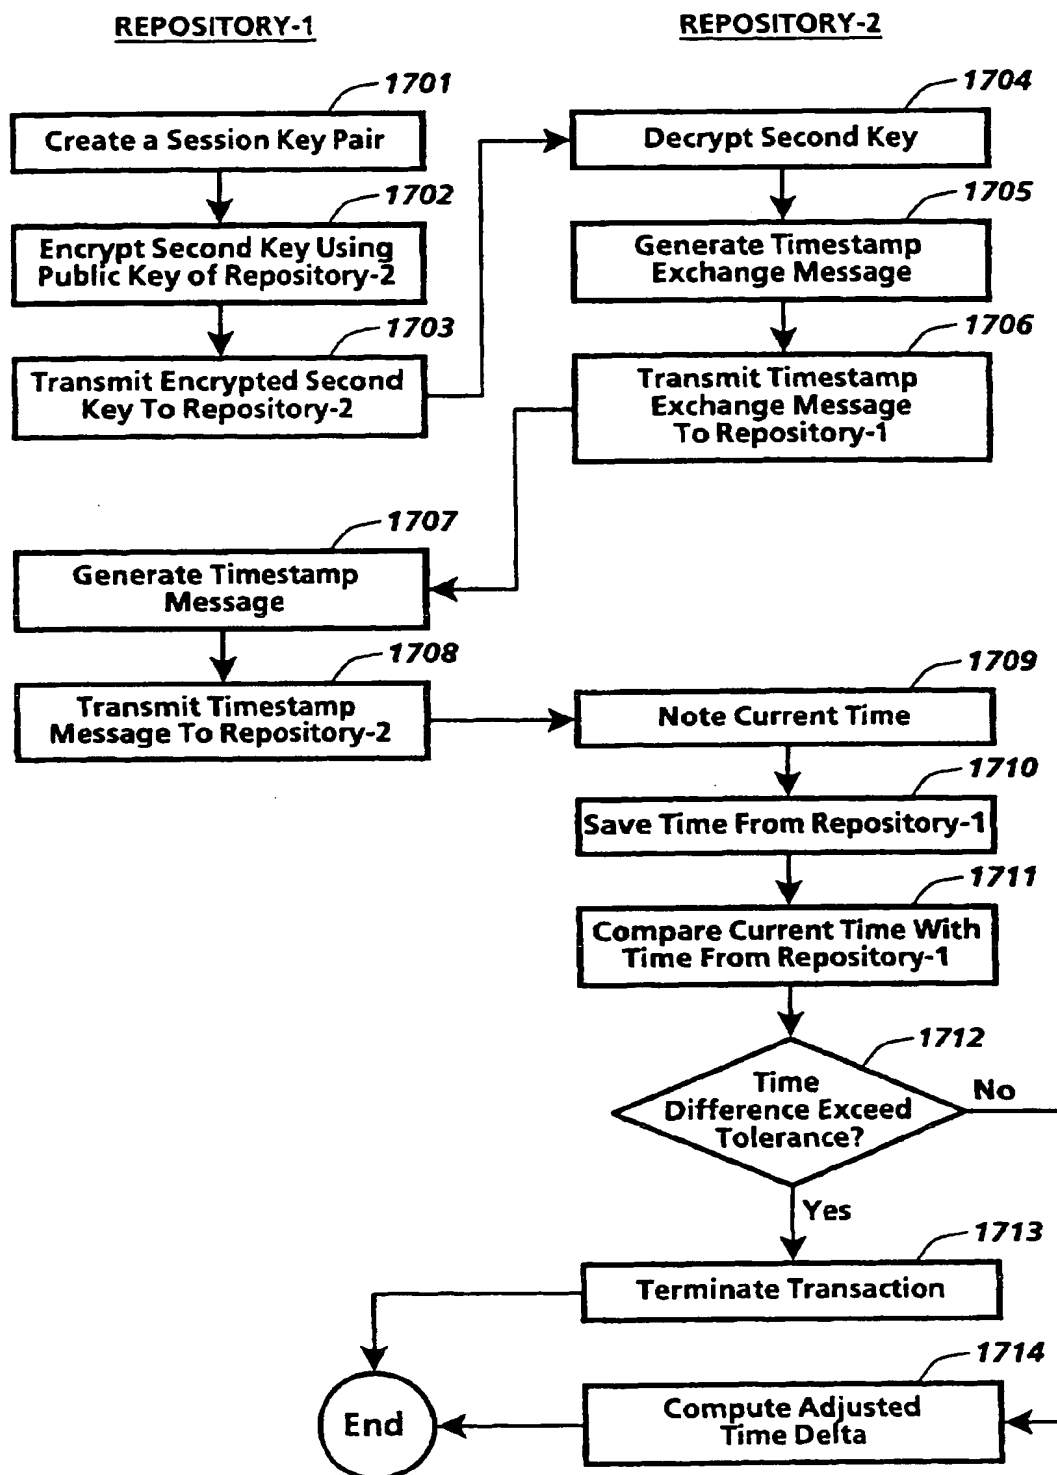 REPOSITORY-1
REPOSITORY-2
1701
Create a Session Key Pair
1702
Encrypt Second Key Using
Public Key of Repository-2
1703
Transmit Encrypted Second
Key To Repository-2
1704
Decrypt Second Key
1705
Generate Timestamp
Exchange Message
1706
Transmit Timestamp
Exchange Message
To Repository-1
1707
Generate Timestamp
Message
1708
Transmit Timestamp
Message To Repository-2
1709
Note Current Time
1710
Save Time From Repository-1
1711
Compare Current Time With
Time From Repository-1
1712
Time
Difference Exceed
Tolerance?
No
Yes
1713
Terminate Transaction
1714
Compute Adjusted
Time Delta
End